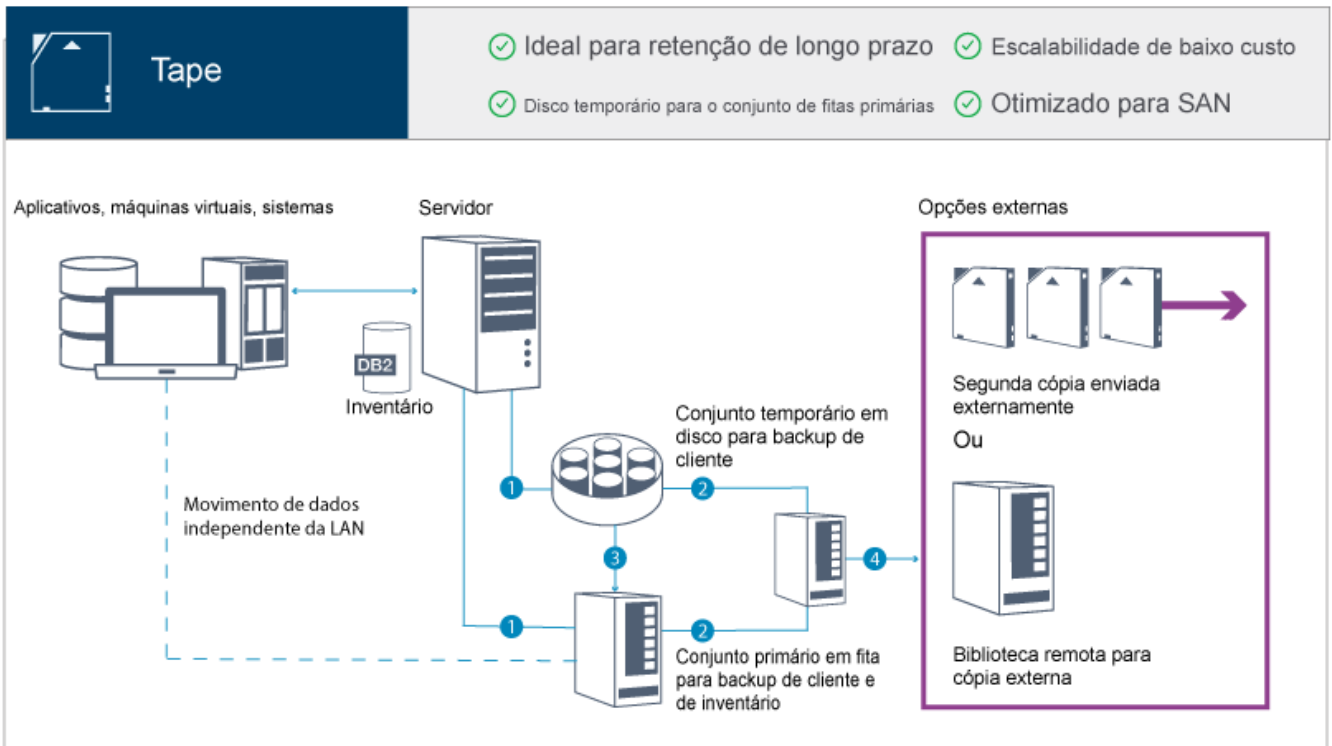 Tape
Ideal para retenção de longo prazo
Escalabilidade de baixo custo
Disco temporário para o conjunto de fitas primárias
Otimizado para SAN
Aplicativos, máquinas virtuais, sistemas
Servidor
Opções externas
DB2
Inventário
Segunda cópia enviada
externamente
Ou
Conjunto temporário em
disco para backup de
cliente
1
2
Movimento de dados
independente da LAN
3
4
1
2
Conjunto primário em fita
para backup de cliente e
de inventário
Biblioteca remota para
cópia externa